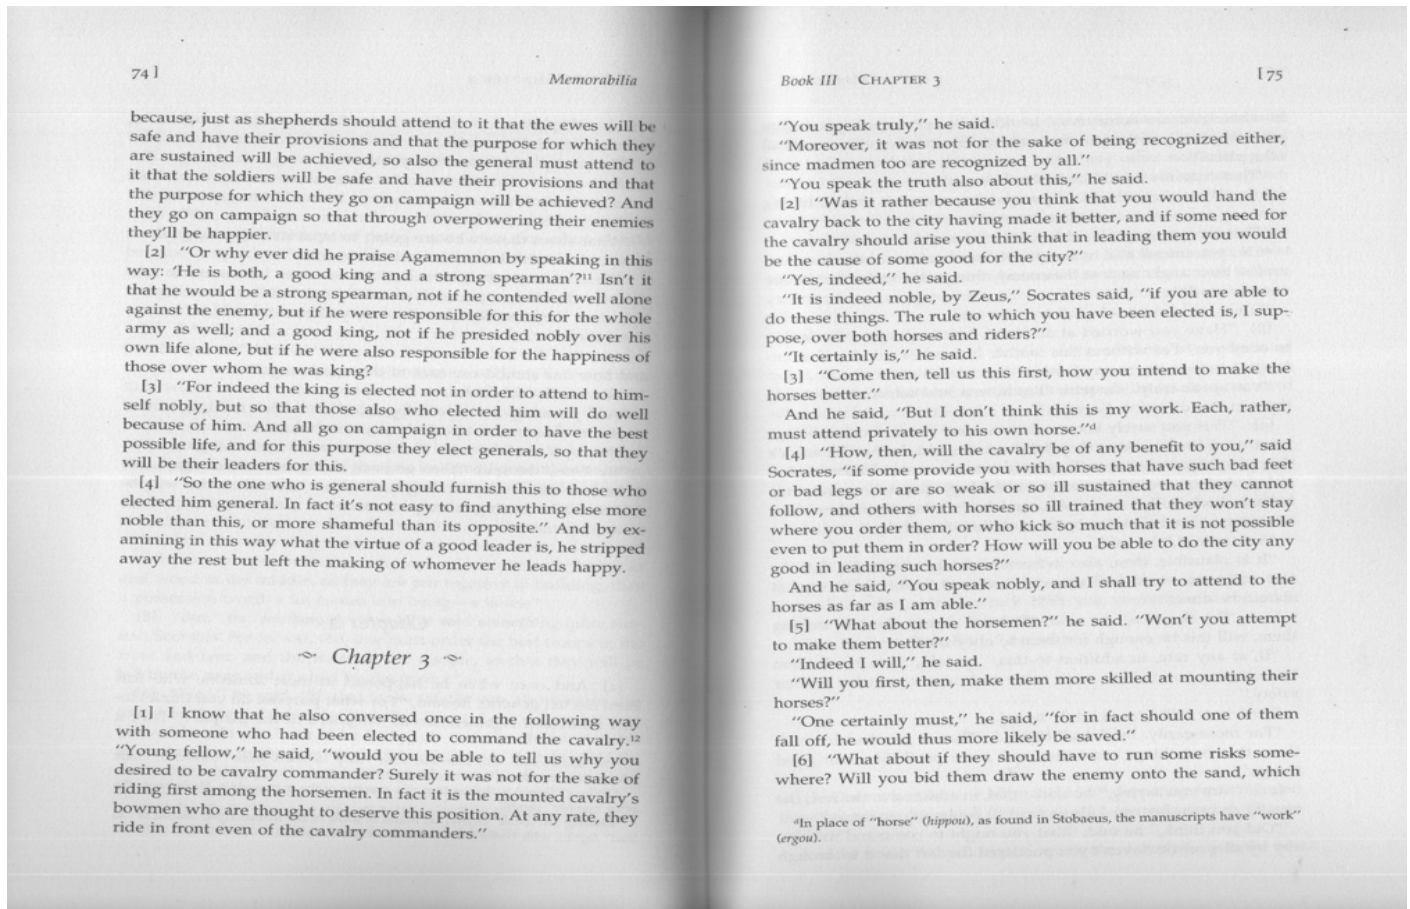 74 ]
Memorabilia
because, just as shepherds should attend to it that the ewes will be
safe and have their provisions and that the purpose for which they
are sustained will be achieved, so also the general must attend to
it that the soldiers will be safe and have their provisions and that
the purpose for which they go on campaign will be achieved? And
they go on campaign so that through overpowering their enemies
they'll be happier.
[2] "Or why ever did he praise Agamemnon by speaking in this
way: 'He is both, a good king and a strong spearman'?¹¹ Isn't it
that he would be a strong spearman, not if he contended well alone
against the enemy, but if he were responsible for this for the whole
army as well; and a good king, not if he presided nobly over his
own life alone, but if he were also responsible for the happiness of
those over whom he was king?
[3] "For indeed the king is elected not in order to attend to him-
self nobly, but so that those also who elected him will do well
because of him. And all go on campaign in order to have the best
possible life, and for this purpose they elect generals, so that they
will be their leaders for this.
[4] "So the one who is general should furnish this to those who
elected him general. In fact it's not easy to find anything else more
noble than this, or more shameful than its opposite." And by ex-
amining in this way what the virtue of a good leader is, he stripped
away the rest but left the making of whomever he leads happy.
Chapter 3
[1] I know that he also conversed once in the following way
with someone who had been elected to command the cavalry.¹²
"Young fellow," he said, "would you be able to tell us why you
desired to be cavalry commander? Surely it was not for the sake of
riding first among the horsemen. In fact it is the mounted cavalry's
bowmen who are thought to deserve this position. At any rate, they
ride in front even of the cavalry commanders."
Book III CHAPTER 3
[ 75
"You speak truly," he said.
"Moreover, it was not for the sake of being recognized either,
since madmen too are recognized by all."
"You speak the truth also about this," he said.
[2] "Was it rather because you think that you would hand the
cavalry back to the city having made it better, and if some need for
the cavalry should arise you think that in leading them you would
be the cause of some good for the city?"
"Yes, indeed," he said.
"It is indeed noble, by Zeus," Socrates said, "if you are able to
do these things. The rule to which you have been elected is, I sup-
pose, over both horses and riders?"
"It certainly is," he said.
[3] "Come then, tell us this first, how you intend to make the
horses better."
And he said, "But I don't think this is my work. Each, rather,
must attend privately to his own horse."ᵈ
[4] "How, then, will the cavalry be of any benefit to you," said
Socrates, "if some provide you with horses that have such bad feet
or bad legs or are so weak or so ill sustained that they cannot
follow, and others with horses so ill trained that they won't stay
where you order them, or who kick so much that it is not possible
even to put them in order? How will you be able to do the city any
good in leading such horses?"
And he said, "You speak nobly, and I shall try to attend to the
horses as far as I am able."
[5] "What about the horsemen?" he said. "Won't you attempt
to make them better?"
"Indeed I will," he said.
"Will you first, then, make them more skilled at mounting their
horses?"
"One certainly must," he said, "for in fact should one of them
fall off, he would thus more likely be saved."
[6] "What about if they should have to run some risks some-
where? Will you bid them draw the enemy onto the sand, which
ᵈIn place of "horse" (hippou), as found in Stobaeus, the manuscripts have "work"
(ergou).